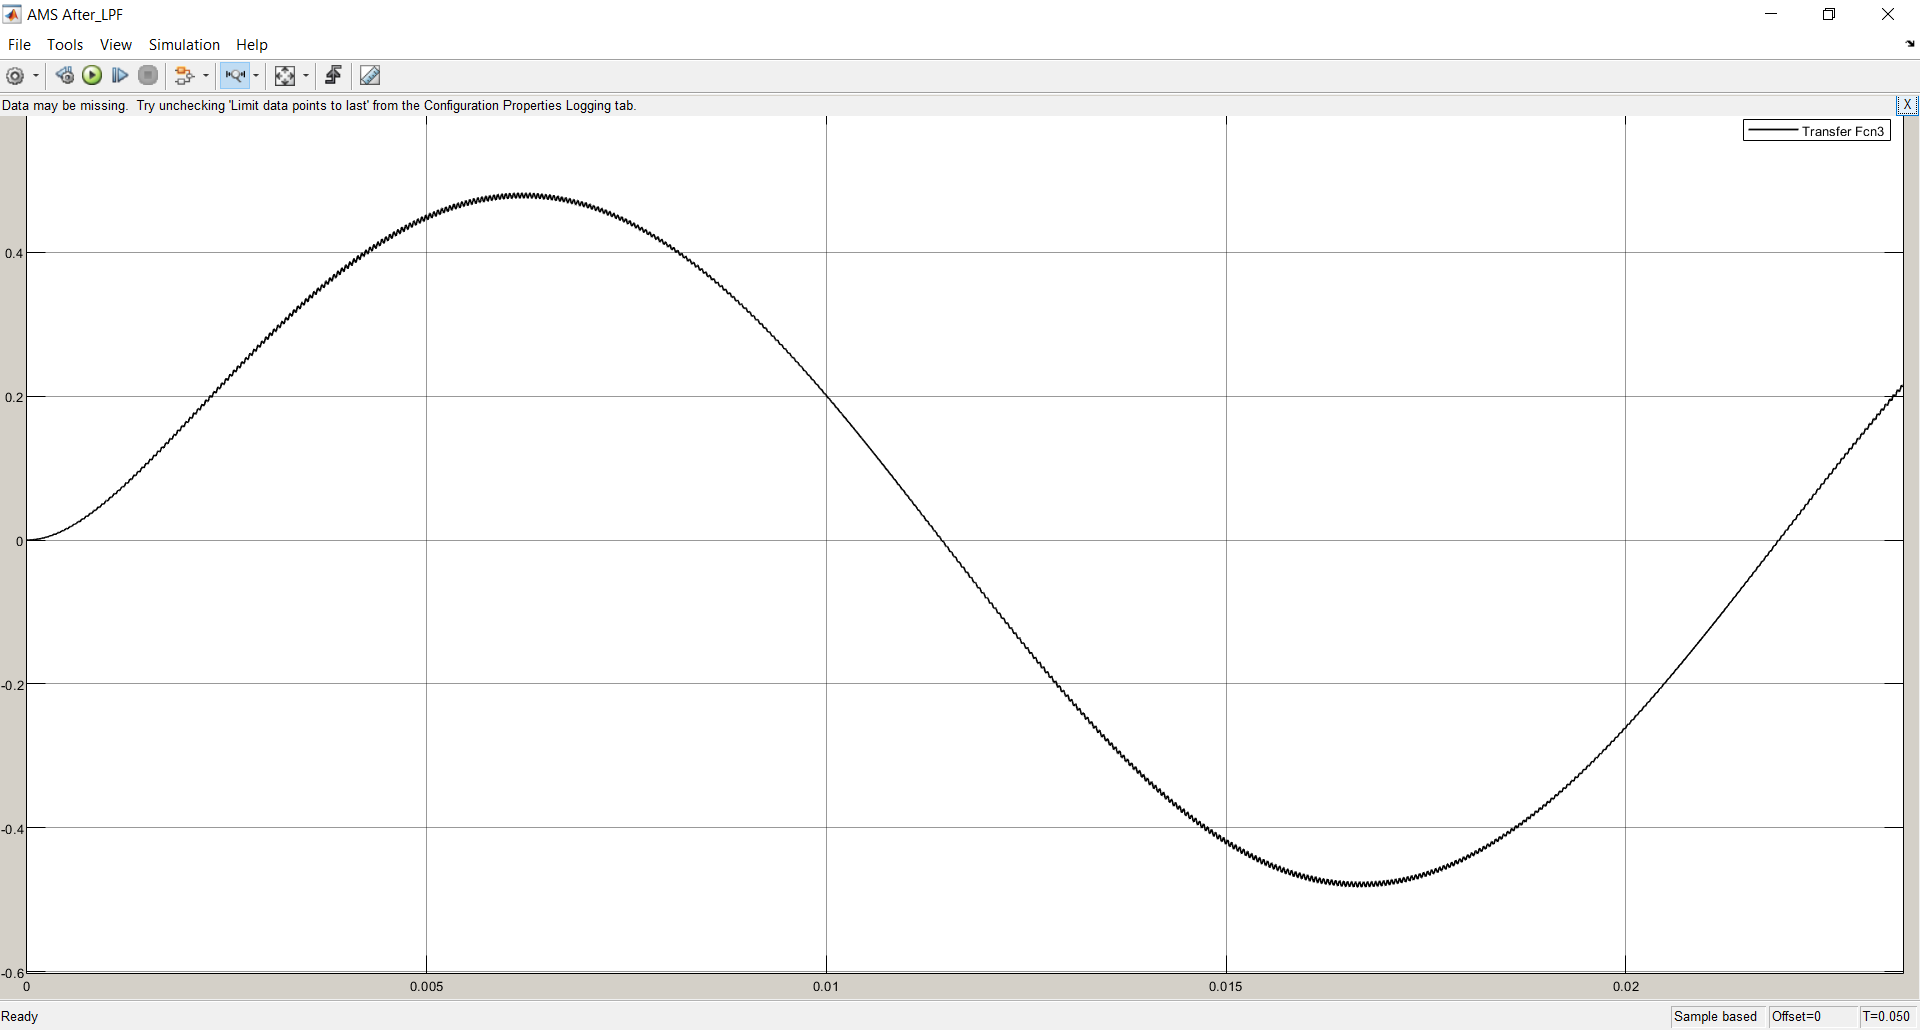 AMS After_LPF
File Tools View Simulation Help
Data may be missing.  Try unchecking 'Limit data points to last' from the Configuration Properties Logging tab.
X
Transfer Fcn3
0.4
0.2
0
-0.2
-0.4
-0.6
0 0.005 0.01 0.015 0.02
Ready
Sample based Offset=0 T=0.050